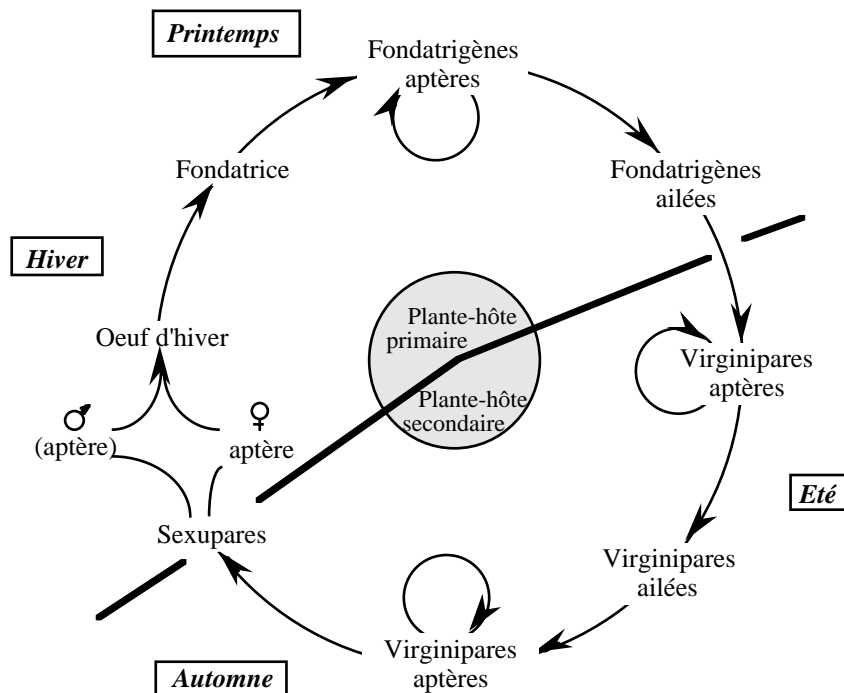 Printemps
Fondatrigènes
aptères
Fondatrice
Fondatrigènes
ailées
Hiver
Oeuf d'hiver
Plante-hôte
primaire
Virginipares
aptères
Plante-hôte
secondaire
♂
(aptère)
♀
aptère
Eté
Sexupares
Virginipares
ailées
Virginipares
aptères
Automne